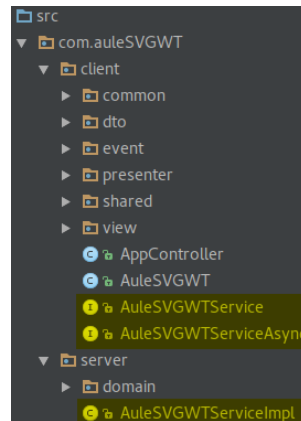 src
com.auleSVGWT
client
common
dto
event
presenter
shared
view
AppController
AuleSVGWT
AuleSVGWTService
AuleSVGWTServiceAsync
server
domain
AuleSVGWTServiceImpl